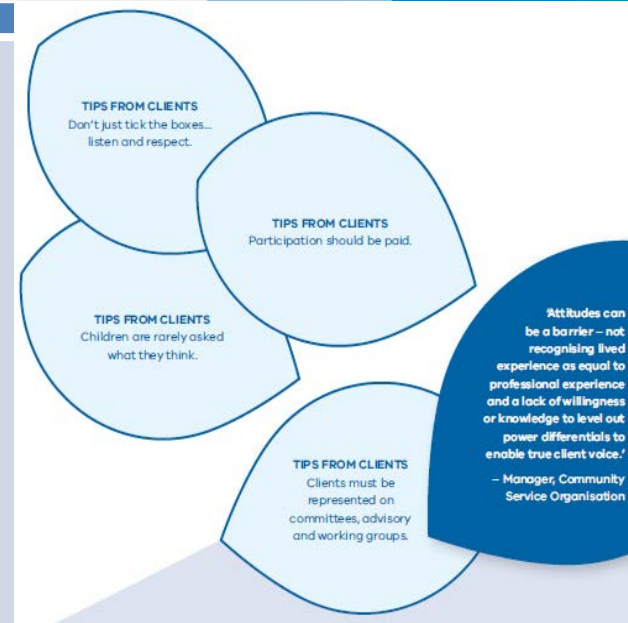 TIPS FROM CLIENTS
Don't just tick the boxes...
listen and respect.
TIPS FROM CLIENTS
Participation should be paid.
TIPS FROM CLIENTS
Children are rarely asked
what they think.
TIPS FROM CLIENTS
Clients must be
represented on
committees, advisory
and working groups.
'Attitudes can
be a barrier – not
recognising lived
experience as equal to
professional experience
and a lack of willingness
or knowledge to level out
power differentials to
enable true client voice.'
– Manager, Community
Service Organisation